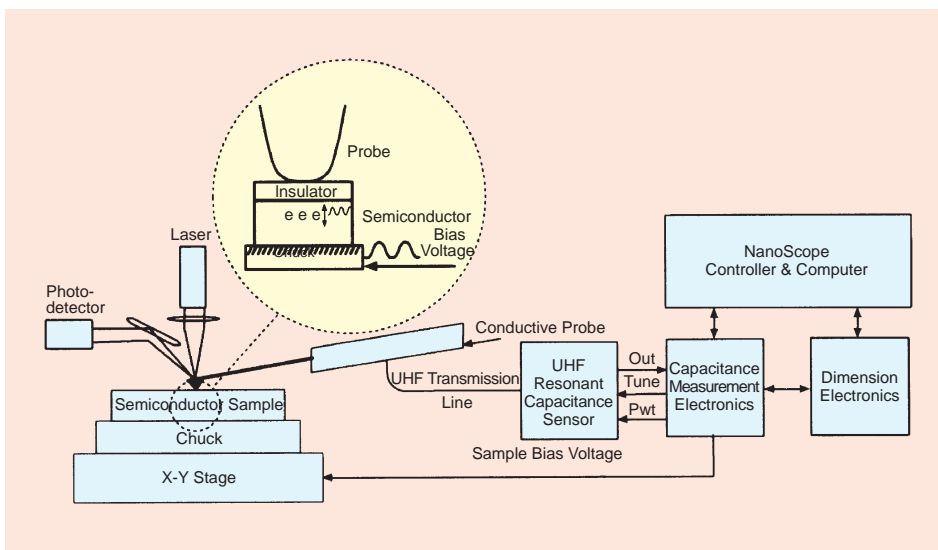 Probe
Insulator
e e e
Semiconductor
Bias
Voltage
Chuck
Laser
Photo-
detector
NanoScope
Controller & Computer
Conductive Probe
UHF Transmission
Line
UHF
Resonant
Capacitance
Sensor
Out
Tune
Pwt
Capacitance
Measurement
Electronics
Dimension
Electronics
Semiconductor Sample
Chuck
X-Y Stage
Sample Bias Voltage